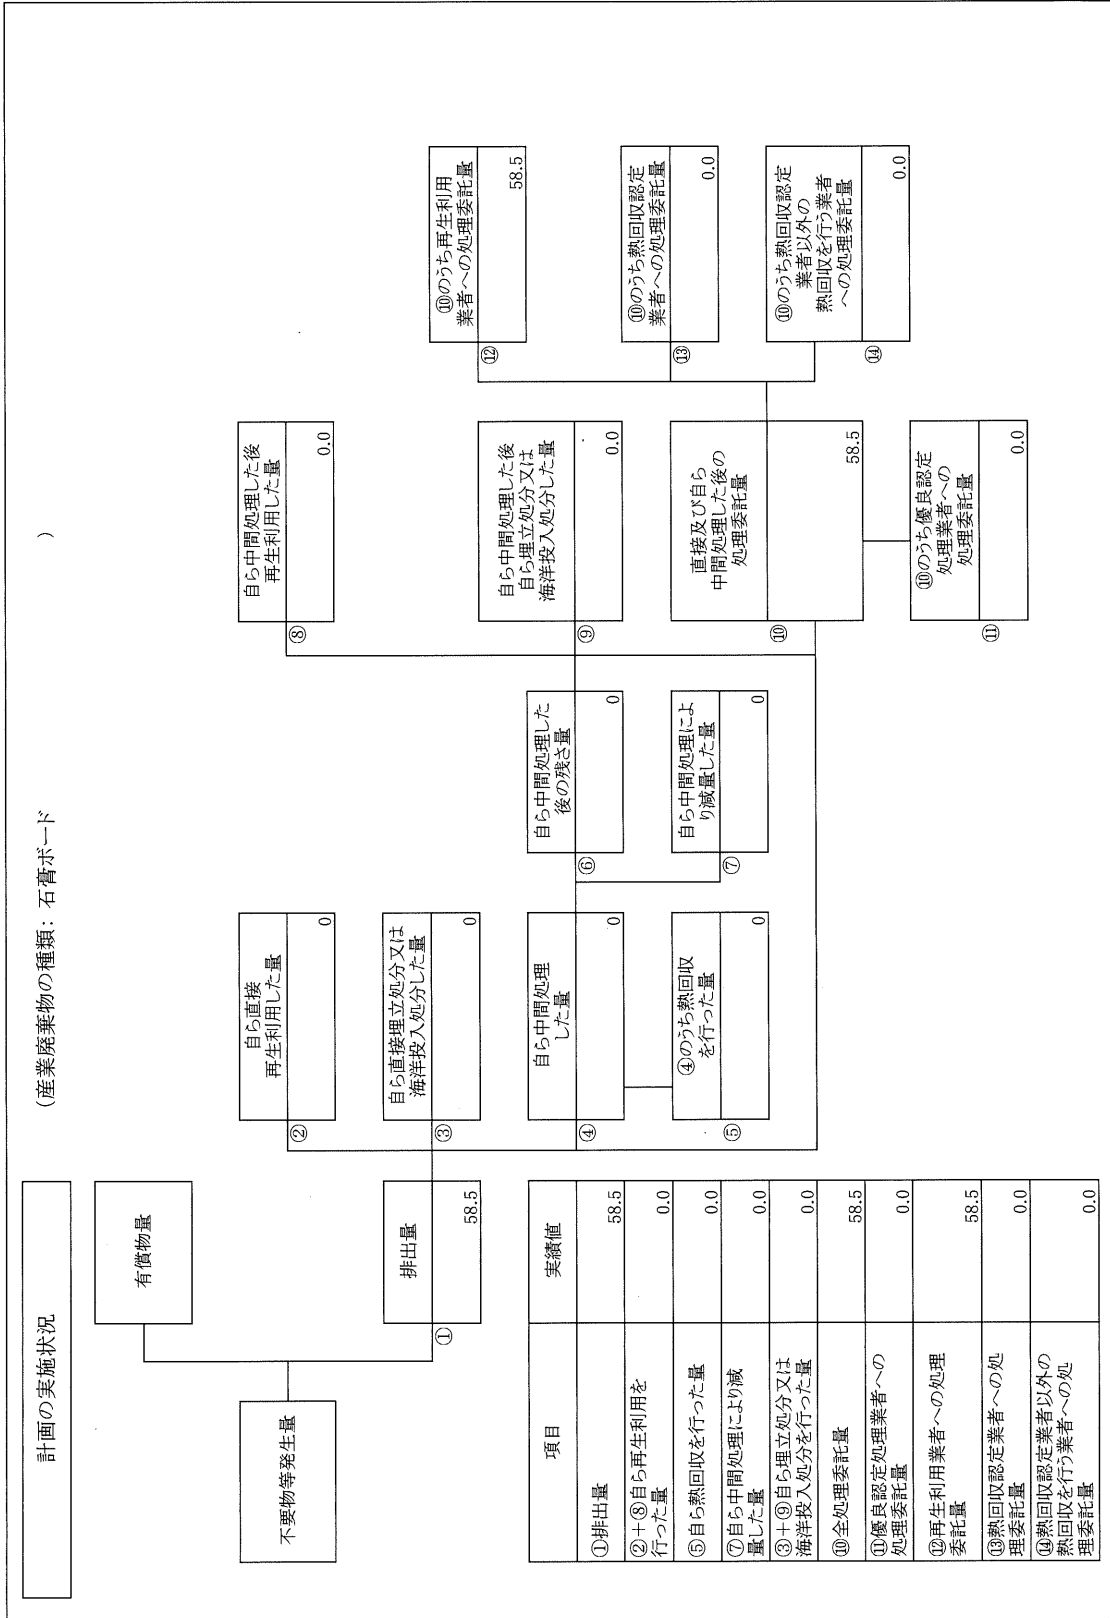 計画の実施状況
(産業廃棄物の種類: 石膏ボード )
有償物量
不要物等発生量
排出量
①
58.5
自ら直接
再生利用した量
②
0
自ら直接埋立処分又は
海洋投入処分した量
③
0
自ら中間処理
した量
④
0
④のうち熱回収
を行った量
⑤
0
自ら中間処理した
後の残さ量
⑥
0
自ら中間処理によ
り減量した量
⑦
0
自ら中間処理した後
再生利用した量
⑧
0.0
自ら中間処理した後
自ら埋立処分又は
海洋投入処分した量
⑨
0.0
直接及び自ら
中間処理した後の
処理委託量
⑩
58.5
⑩のうち優良認定
処理業者への
処理委託量
⑪
0.0
⑩のうち再生利用
業者への処理委託量
⑫
58.5
⑩のうち熱回収認定
業者への処理委託量
⑬
0.0
⑩のうち熱回収認定
業者以外の
熱回収を行う業者
への処理委託量
⑭
0.0
項目 実績値
①排出量 58.5
②+⑧自ら再生利用を
行った量 0.0
⑤自ら熱回収を行った量 0.0
⑦自ら中間処理により減
量した量 0.0
③+⑨自ら埋立処分又は
海洋投入処分を行った量 0.0
⑩全処理委託量 58.5
⑪優良認定処理業者への
処理委託量 0.0
⑫再生利用業者への処理
委託量 58.5
⑬熱回収認定業者への処
理委託量 0.0
⑭熱回収認定業者以外の
熱回収を行う業者への処
理委託量 0.0